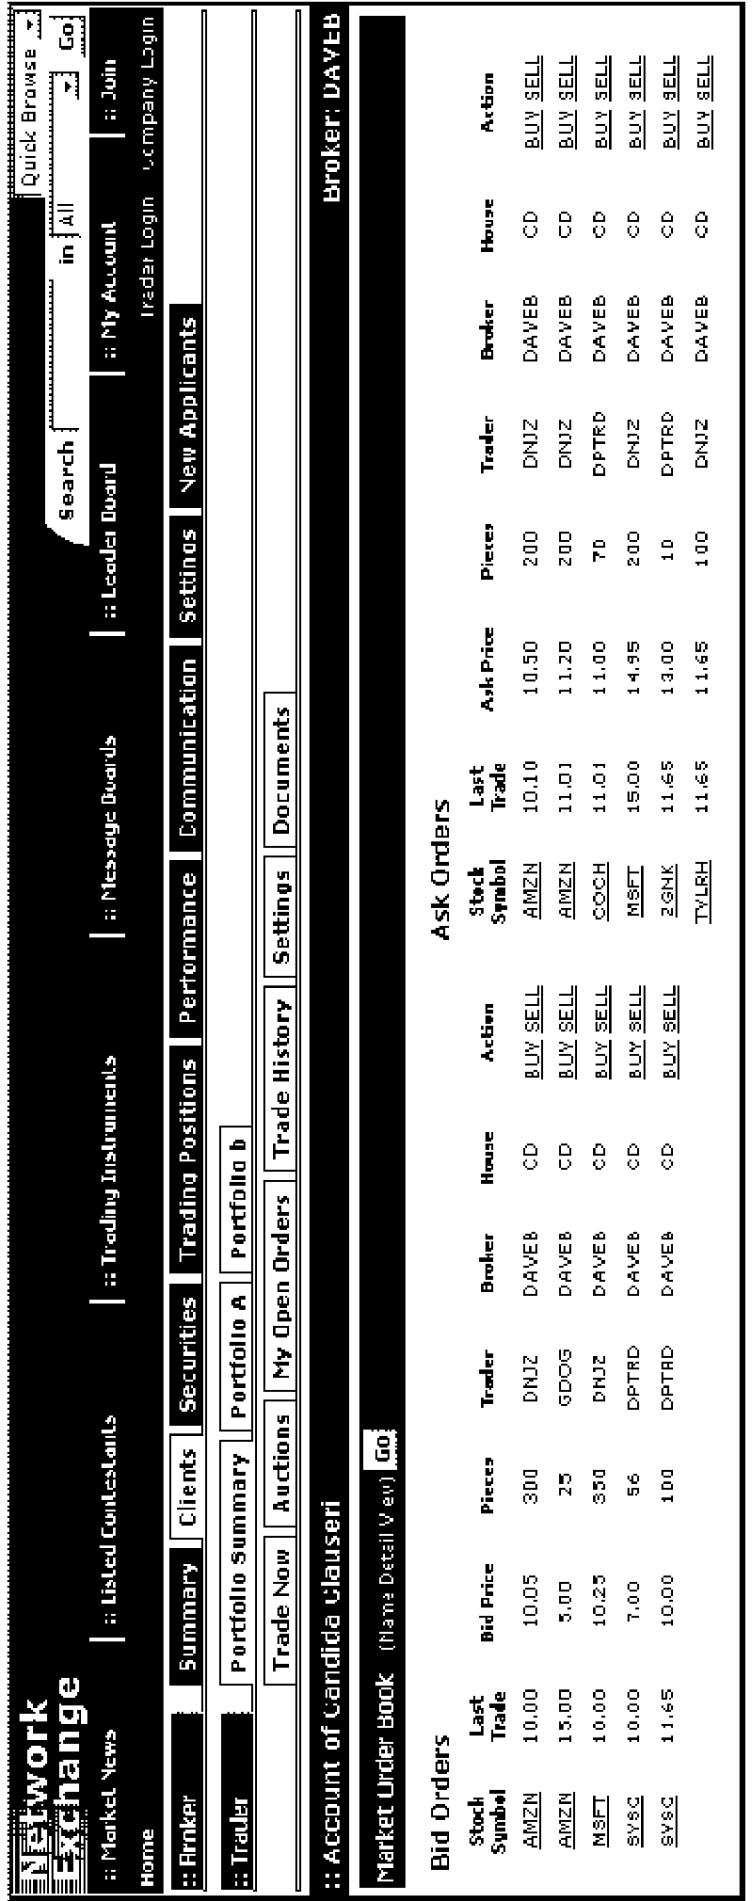 Network
Exchange
Quick Browse
Search in All Go
:: Market News :: Listed Contestants :: Trading Instruments :: Message Boards :: Leader Board :: My Account :: Join
Home Trader Login Company Login
:: Broker Summary Clients Securities Trading Positions Performance Communication Settings New Applicants
:: Trader Portfolio Summary Portfolio A Portfolio b
Trade Now Auctions My Open Orders Trade History Settings Documents
:: Account of Candida Clauseri Broker: DAVEB
Market Order Book (Name Detail View) Go
Bid Orders Ask Orders
Stock Symbol Last Trade Bid Price Pieces Trader Broker House Action Stock Symbol Last Trade Ask Price Pieces Trader Broker House Action
AMZN 10.00 10.05 300 DNJZ DAVEB CD BUY SELL AMZN 10.10 10.50 200 DNJZ DAVEB CD BUY SELL
AMZN 15.00 5.00 25 GDOG DAVEB CD BUY SELL AMZN 11.01 11.20 200 DNJZ DAVEB CD BUY SELL
MSFT 10.00 10.25 350 DNJZ DAVEB CD BUY SELL COCH 11.01 11.00 70 DPTRD DAVEB CD BUY SELL
SYSC 10.00 7.00 56 DPTRD DAVEB CD BUY SELL MSFT 15.00 14.95 200 DNJZ DAVEB CD BUY SELL
SYSC 11.65 10.00 100 DPTRD DAVEB CD BUY SELL ZGNK 11.65 13.00 10 DPTRD DAVEB CD BUY SELL
TVLRH 11.65 11.65 100 DNJZ DAVEB CD BUY SELL